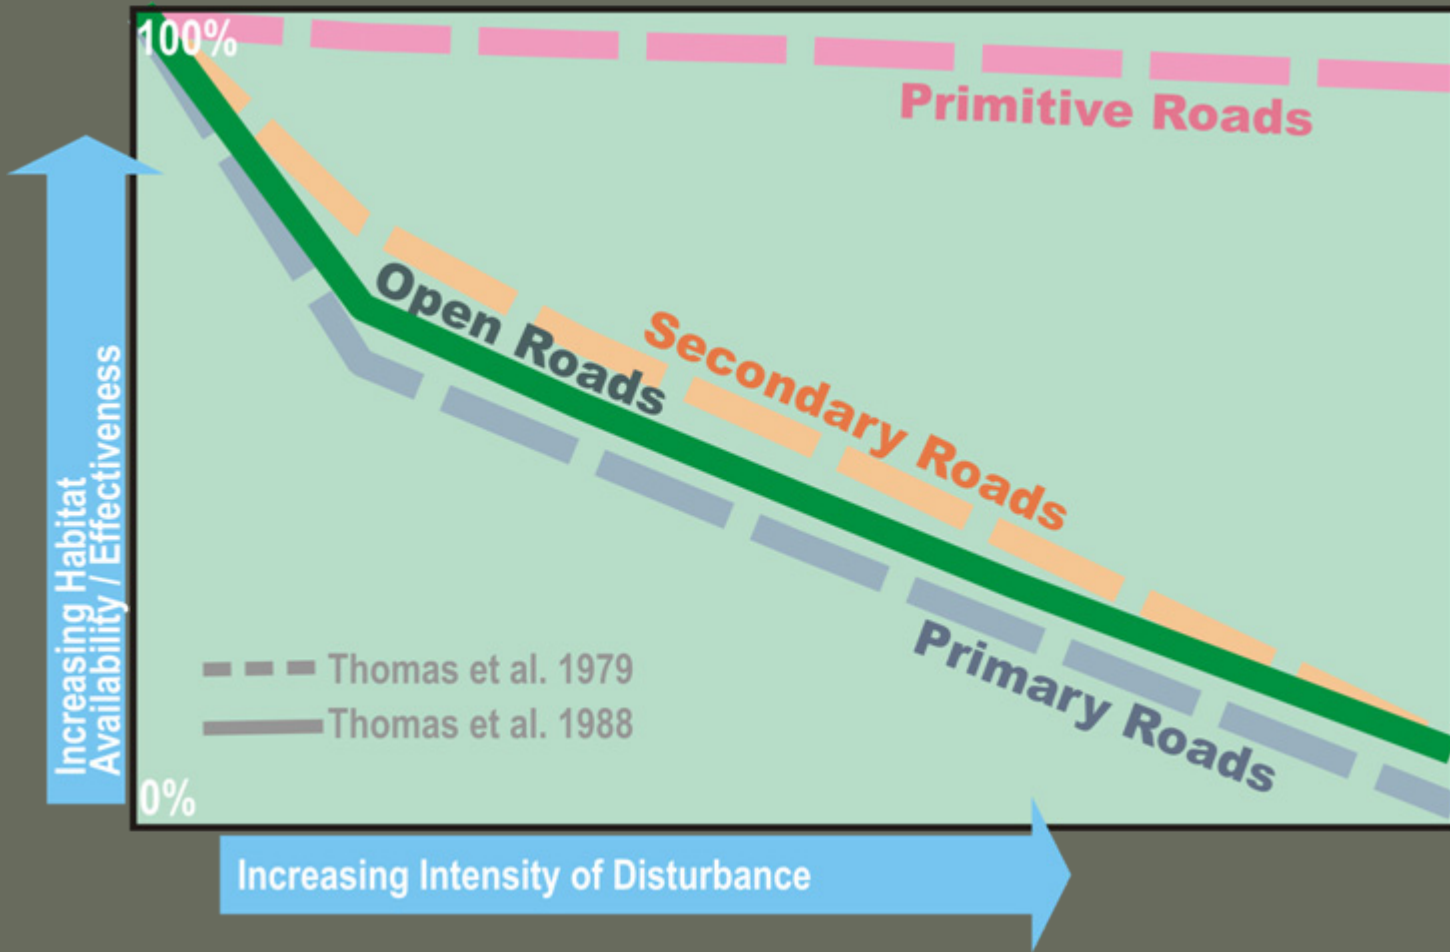 100%
Primitive Roads
Open Roads
Secondary Roads
Primary Roads
Increasing Habitat
Availability / Effectiveness
Thomas et al. 1979
Thomas et al. 1988
0%
Increasing Intensity of Disturbance